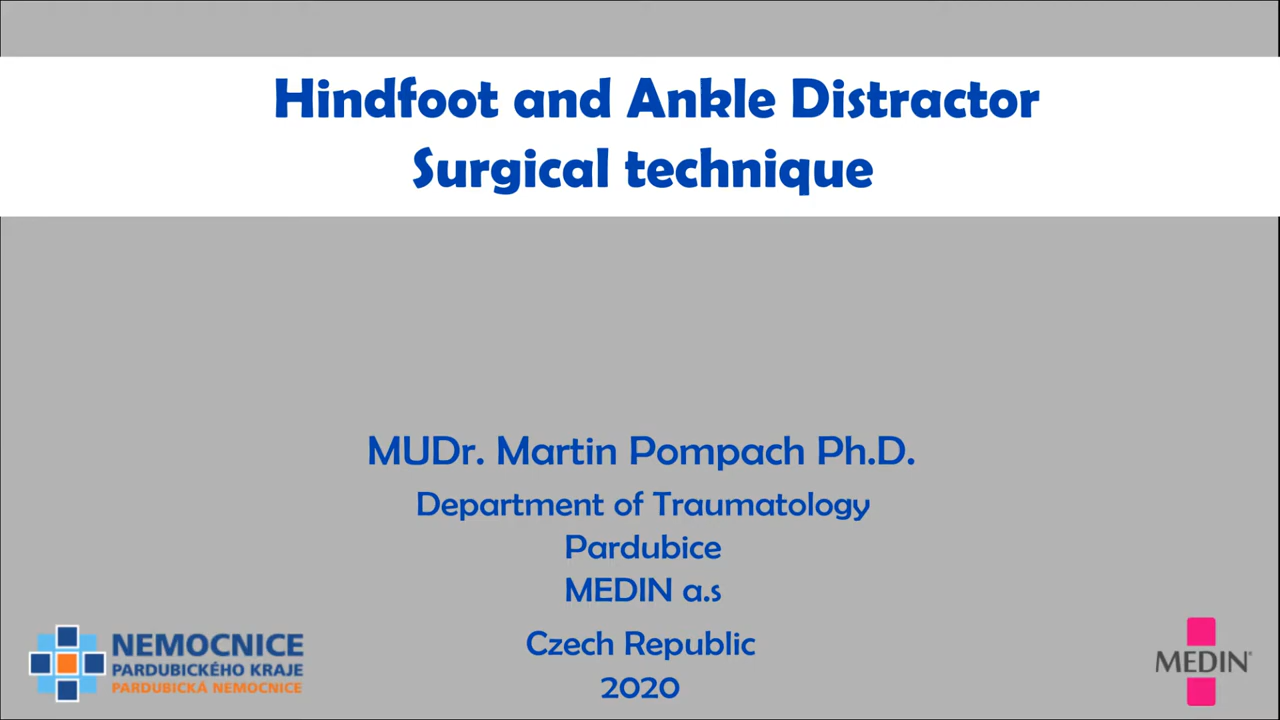 Hindfoot and Ankle Distractor
Surgical technique
MUDr. Martin Pompach Ph.D.
Department of Traumatology
Pardubice
MEDIN a.s
Czech Republic
2020
NEMOCNICE
PARDUBICKÉHO KRAJE
PARDUBICKÁ NEMOCNICE
MEDIN®